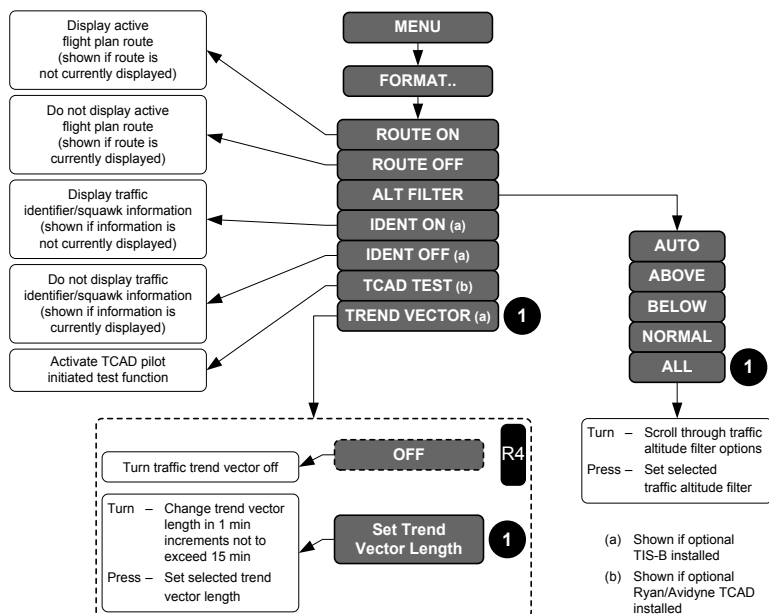 MENU
FORMAT..
Display active
flight plan route
(shown if route is
not currently displayed)
Do not display active
flight plan route
(shown if route is
currently displayed)
Display traffic
identifier/squawk information
(shown if information is
not currently displayed)
Do not display traffic
identifier/squawk information
(shown if information is
currently displayed)
Activate TCAD pilot
initiated test function
ROUTE ON
ROUTE OFF
ALT FILTER
IDENT ON (a)
IDENT OFF (a)
TCAD TEST (b)
TREND VECTOR (a)
1
AUTO
ABOVE
BELOW
NORMAL
ALL
1
Turn – Scroll through traffic
altitude filter options
Press – Set selected
traffic altitude filter
Turn traffic trend vector off
OFF
R4
Turn – Change trend vector
length in 1 min
increments not to
exceed 15 min
Press – Set selected trend
vector length
Set Trend
Vector Length
1
(a) Shown if optional
TIS-B installed
(b) Shown if optional
Ryan/Avidyne TCAD
installed